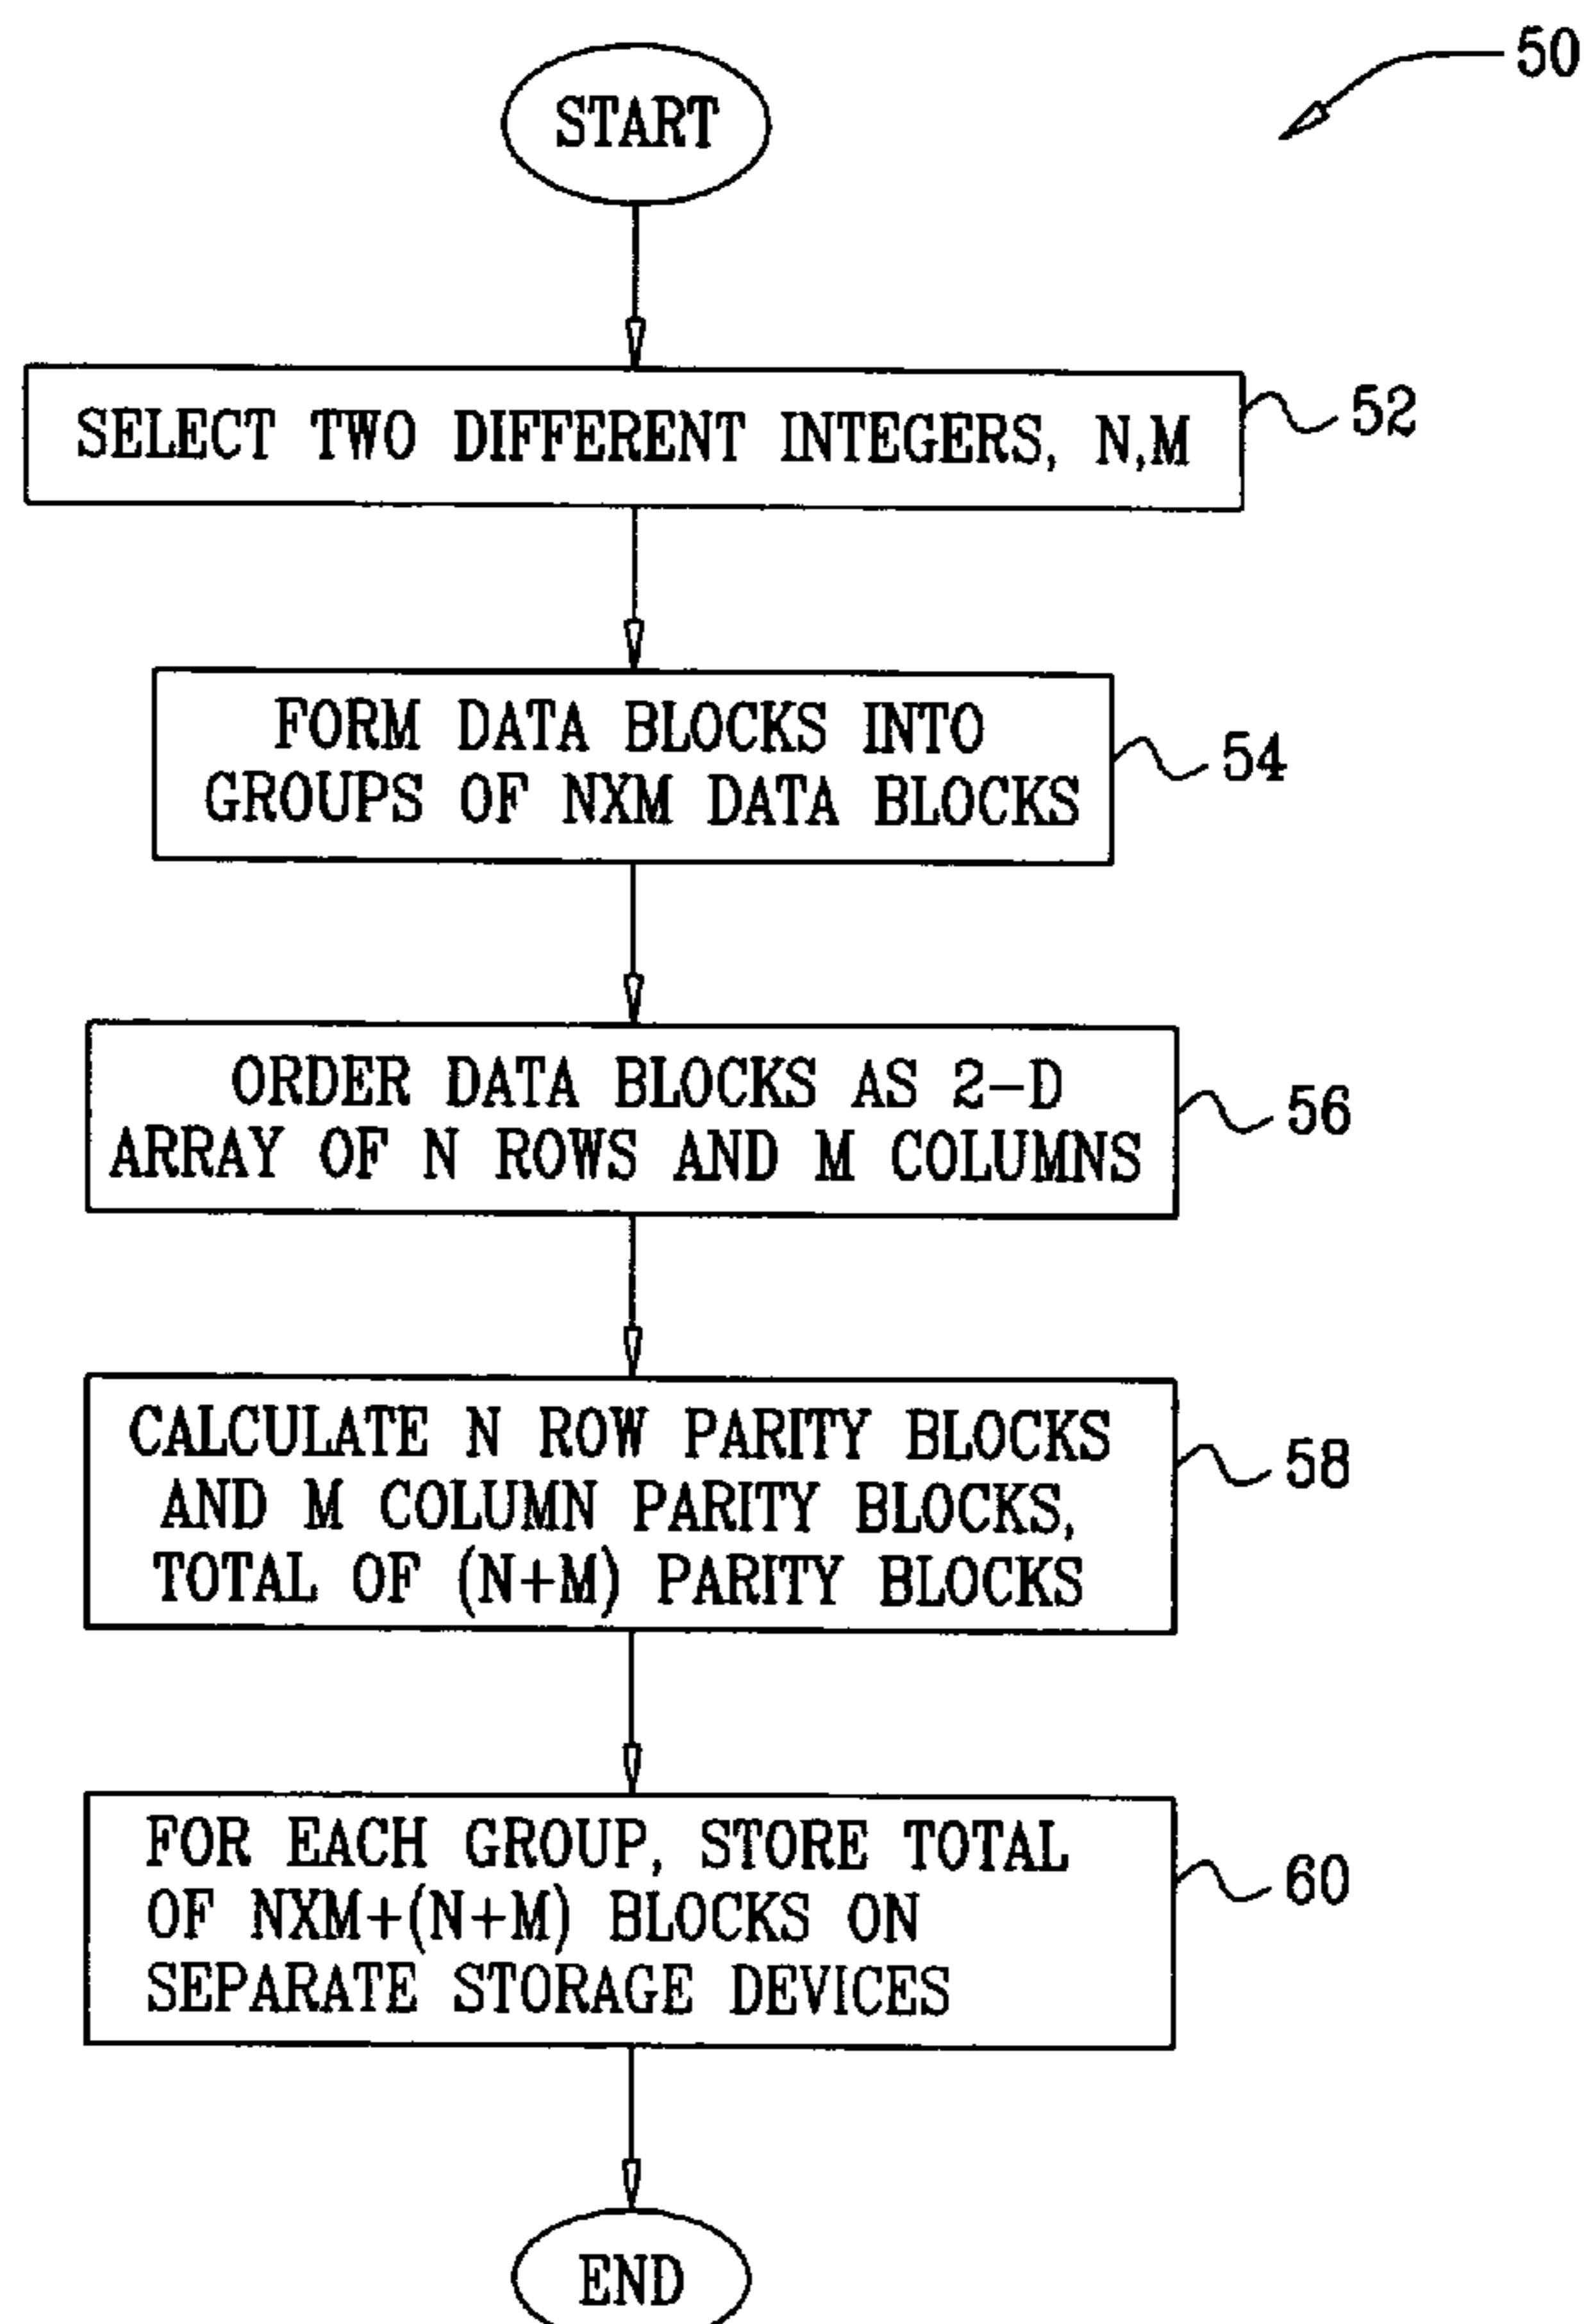 50
START
SELECT TWO DIFFERENT INTEGERS, N,M
52
FORM DATA BLOCKS INTO
GROUPS OF NXM DATA BLOCKS
54
ORDER DATA BLOCKS AS 2-D
ARRAY OF N ROWS AND M COLUMNS
56
CALCULATE N ROW PARITY BLOCKS
AND M COLUMN PARITY BLOCKS,
TOTAL OF (N+M) PARITY BLOCKS
58
FOR EACH GROUP, STORE TOTAL
OF NXM+(N+M) BLOCKS ON
SEPARATE STORAGE DEVICES
60
END